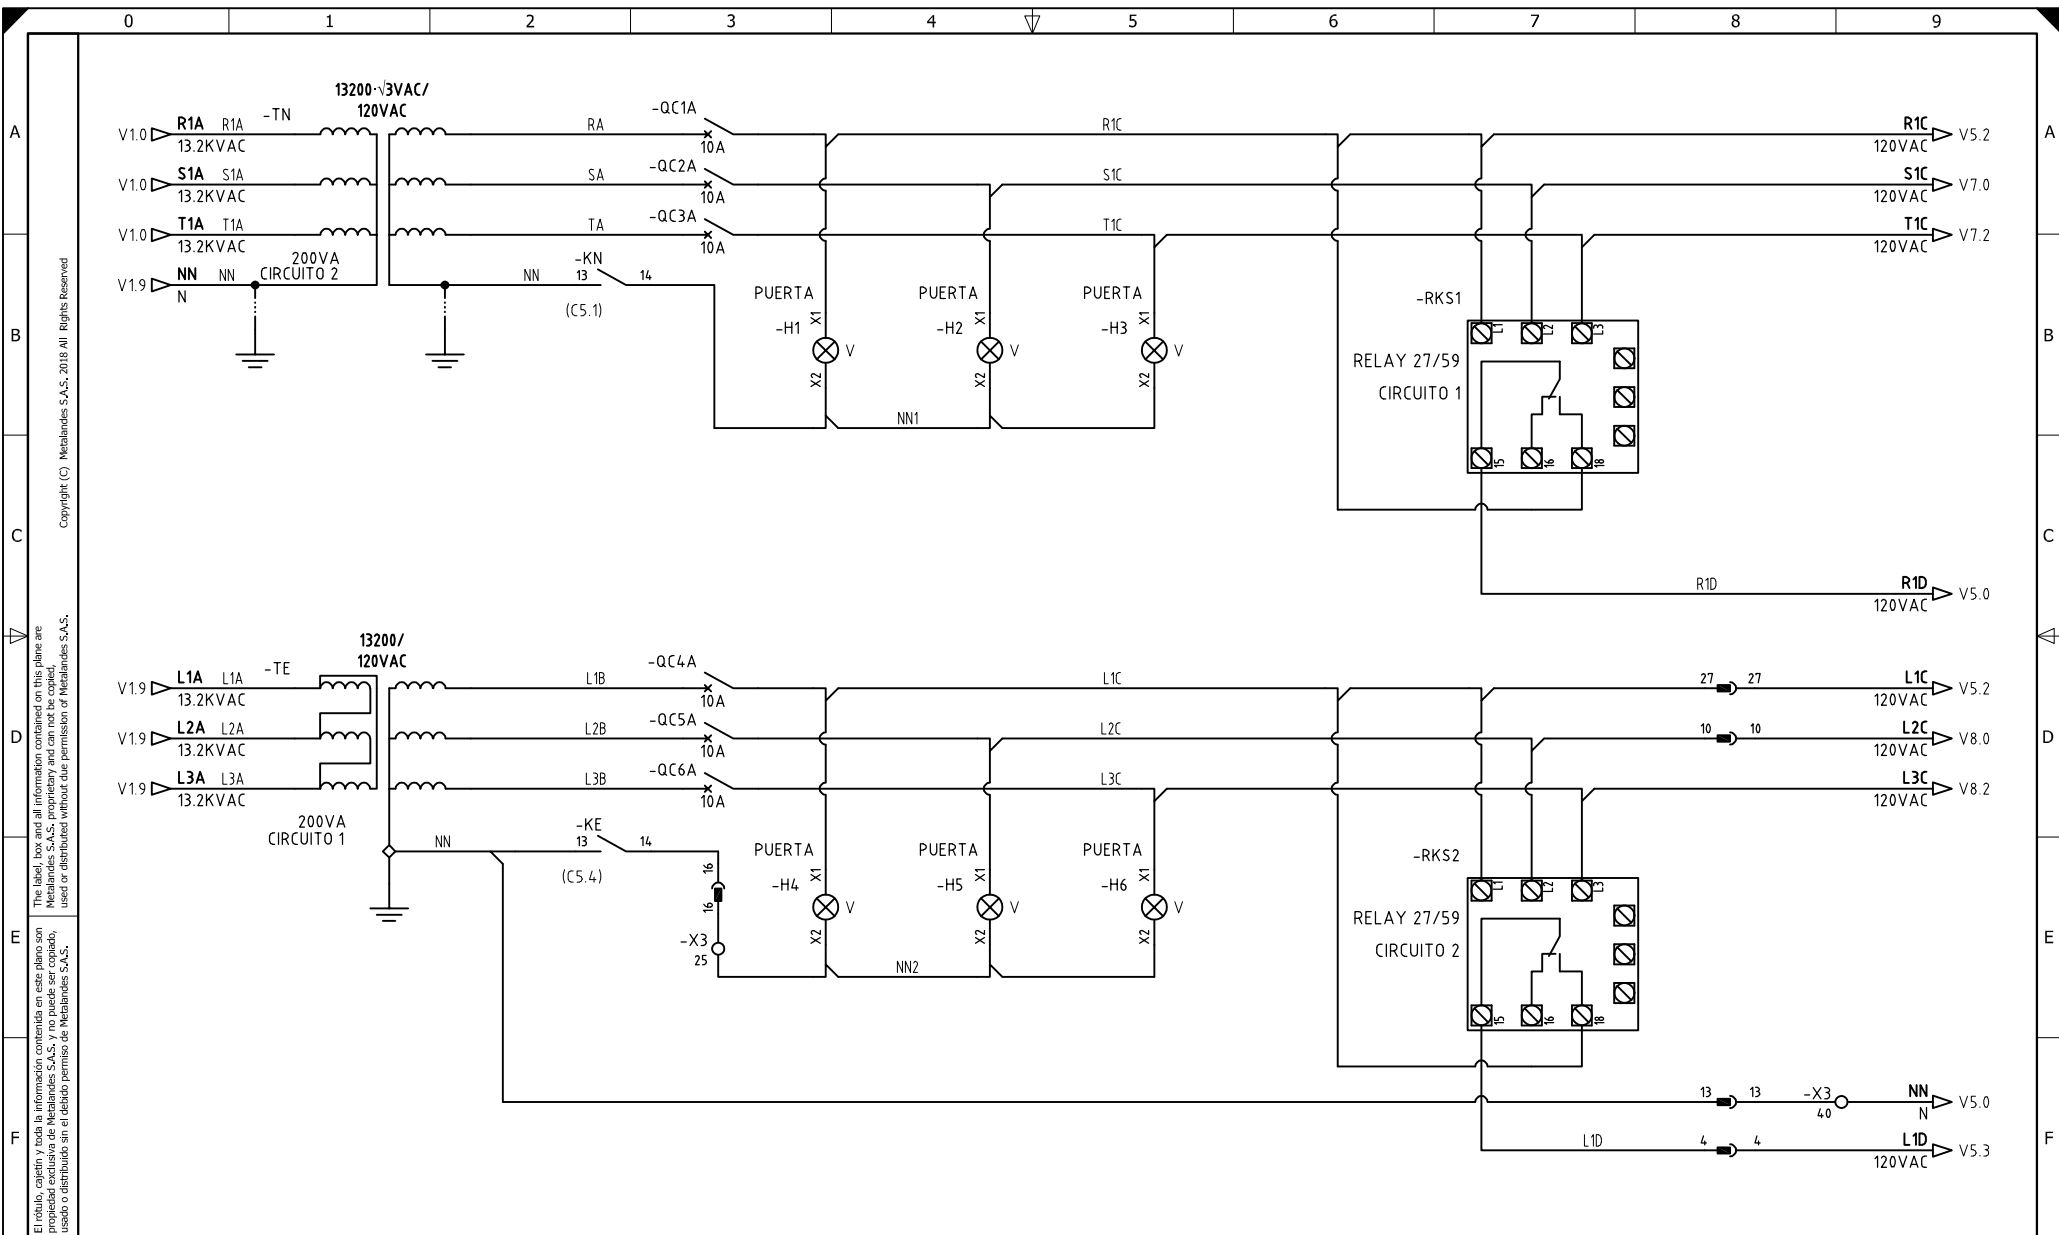 0 1 2 3 4 5 6 7 8 9
A A
B B
C C
D D
E E
F F
Copyright (C) Metalandes S.A.S. 2018 All Rights Reserved
The label, box and all information contained on this plane are
Metalandes S.A.S. proprietary and can not be copied,
used or distributed without due permission of Metalandes S.A.S.
El rótulo, cajetín y toda la información contenida en este plano son
propiedad exclusiva de Metalandes S.A.S. y no puede ser copiado,
usado o distribuido sin el debido permiso de Metalandes S.A.S.
13200·√3VAC/
120VAC
V1.0 R1A R1A -TN RA -QC1A R1C R1C V5.2
13.2KVAC 10A 120VAC
V1.0 S1A S1A SA -QC2A S1C S1C V7.0
13.2KVAC 10A 120VAC
V1.0 T1A T1A TA -QC3A T1C T1C V7.2
13.2KVAC 10A 120VAC
200VA
CIRCUITO 2
V1.9 NN NN NN -KN 13 14
N
(C5.1)
PUERTA PUERTA PUERTA
-H1 X1 V X2
-H2 X1 V X2
-H3 X1 V X2
NN1
-RKS1
L1 L2 L3
RELAY 27/59
CIRCUITO 1
15 16 18
R1D R1D V5.0
120VAC
13200/
120VAC
V1.9 L1A L1A -TE L1B -QC4A L1C 27 27 L1C V5.2
13.2KVAC 10A 120VAC
V1.9 L2A L2A L2B -QC5A L2C 10 10 L2C V8.0
13.2KVAC 10A 120VAC
V1.9 L3A L3A L3B -QC6A L3C L3C V8.2
13.2KVAC 10A 120VAC
200VA
CIRCUITO 1
NN -KE 13 14
(C5.4)
16
16
-X3
25
PUERTA PUERTA PUERTA
-H4 X1 V X2
-H5 X1 V X2
-H6 X1 V X2
NN2
-RKS2
L1 L2 L3
RELAY 27/59
CIRCUITO 2
15 16 18
13 13 -X3 40 NN V5.0
N
L1D 4 4 L1D V5.3
120VAC